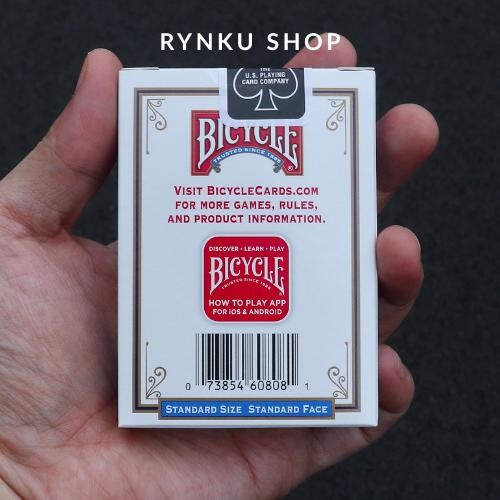 RYNKU SHOP
THE
U.S. PLAYING
CARD COMPANY
BICYCLE®
TRUSTED SINCE 1885
VISIT BICYCLECARDS.COM
FOR MORE GAMES, RULES,
AND PRODUCT INFORMATION.
DISCOVER • LEARN • PLAY
BICYCLE
TRUSTED SINCE 1885
HOW TO PLAY APP
FOR iOS & ANDROID
0 73854 60808 1
STANDARD SIZE STANDARD FACE